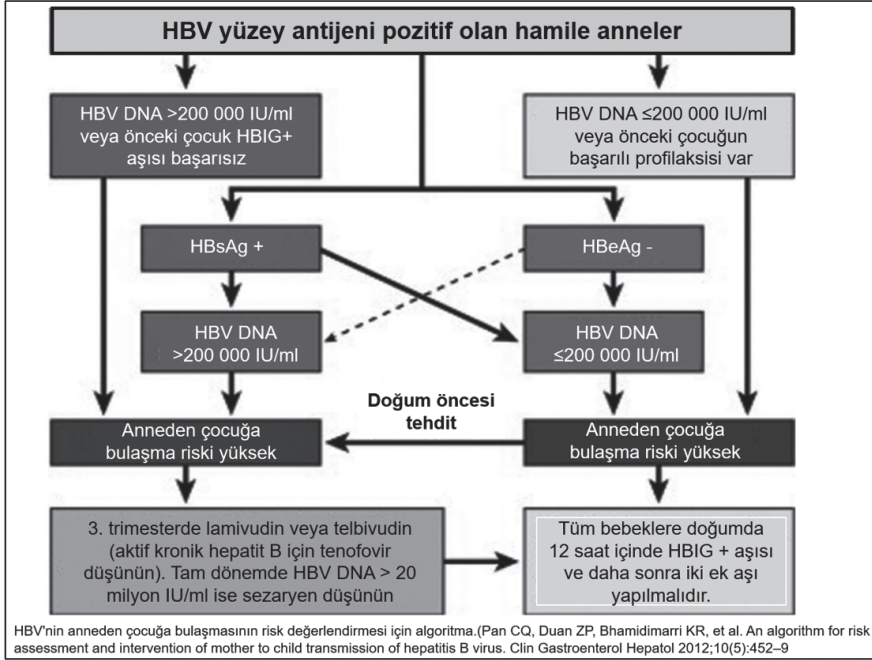 HBV yüzey antijeni pozitif olan hamile anneler
HBV DNA >200 000 IU/ml
veya önceki çocuk HBIG+
aşısı başarısız
HBV DNA ≤200 000 IU/ml
veya önceki çocuğun
başarılı profilaksisi var
HBsAg +
HBeAg -
HBV DNA
>200 000 IU/ml
HBV DNA
≤200 000 IU/ml
Doğum öncesi
tehdit
Anneden çocuğa
bulaşma riski yüksek
Anneden çocuğa
bulaşma riski yüksek
3. trimesterde lamivudin veya telbivudin
(aktif kronik hepatit B için tenofovir
düşünün). Tam dönemde HBV DNA > 20
milyon IU/ml ise sezaryen düşünün
Tüm bebeklere doğumda
12 saat içinde HBIG + aşısı
ve daha sonra iki ek aşı
yapılmalıdır.
HBV'nin anneden çocuğa bulaşmasının risk değerlendirmesi için algoritma.(Pan CQ, Duan ZP, Bhamidimarri KR, et al. An algorithm for risk
assessment and intervention of mother to child transmission of hepatitis B virus. Clin Gastroenterol Hepatol 2012;10(5):452–9